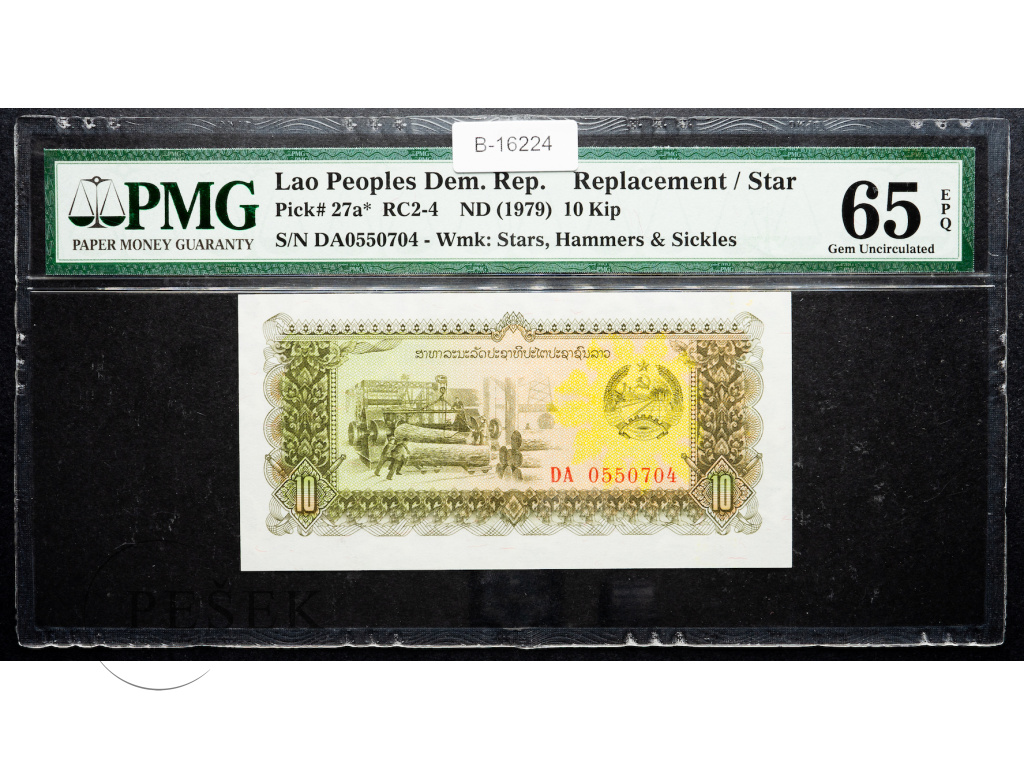 B-16224
PMG
PAPER MONEY GUARANTY
Lao Peoples Dem. Rep. Replacement / Star
Pick# 27a* RC2-4 ND (1979) 10 Kip
S/N DA0550704 - Wmk: Stars, Hammers & Sickles
65
EPQ
Gem Uncirculated
ສາທາລະນະລັດປະຊາທິປະໄຕປະຊາຊົນລາວ
DA 0550704
10
10
PEŠEK